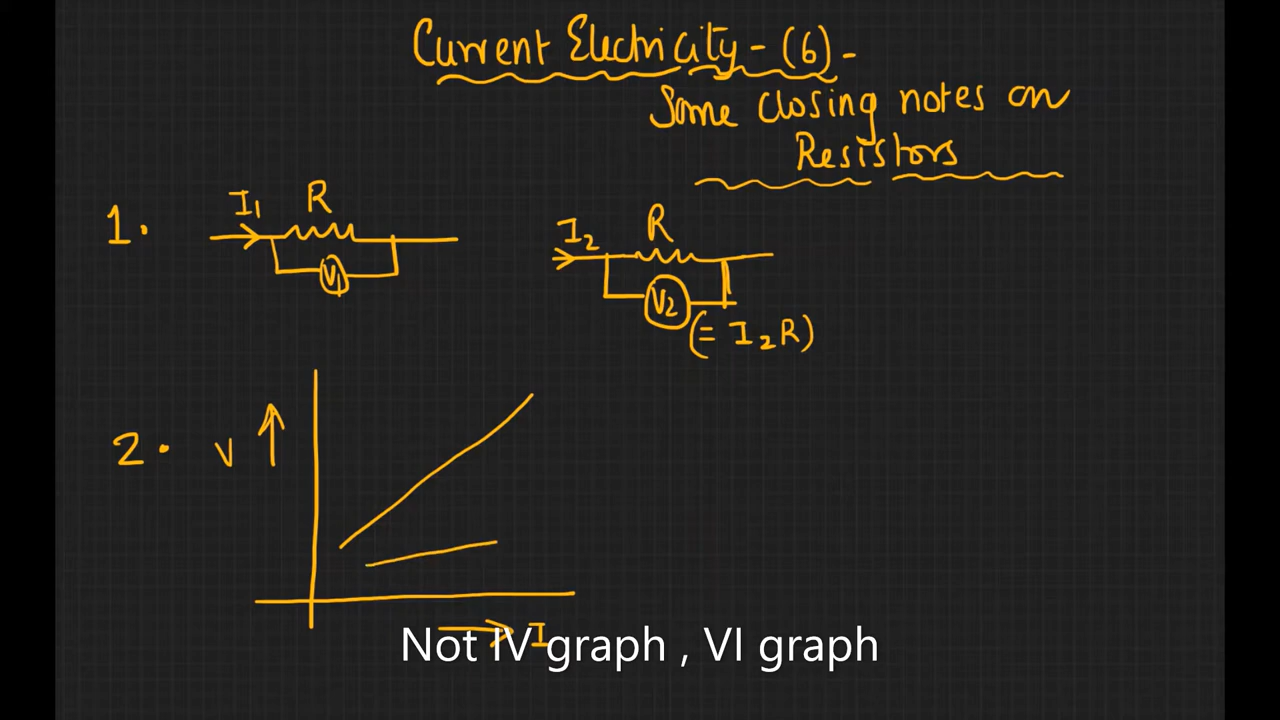 Current Electricity - (6) -
Some closing notes on
Resistors
1.
I₁ R
V₁
I₂ R
V₂
(= I₂R)
2. V ↑
→ I
Not IV graph , VI graph